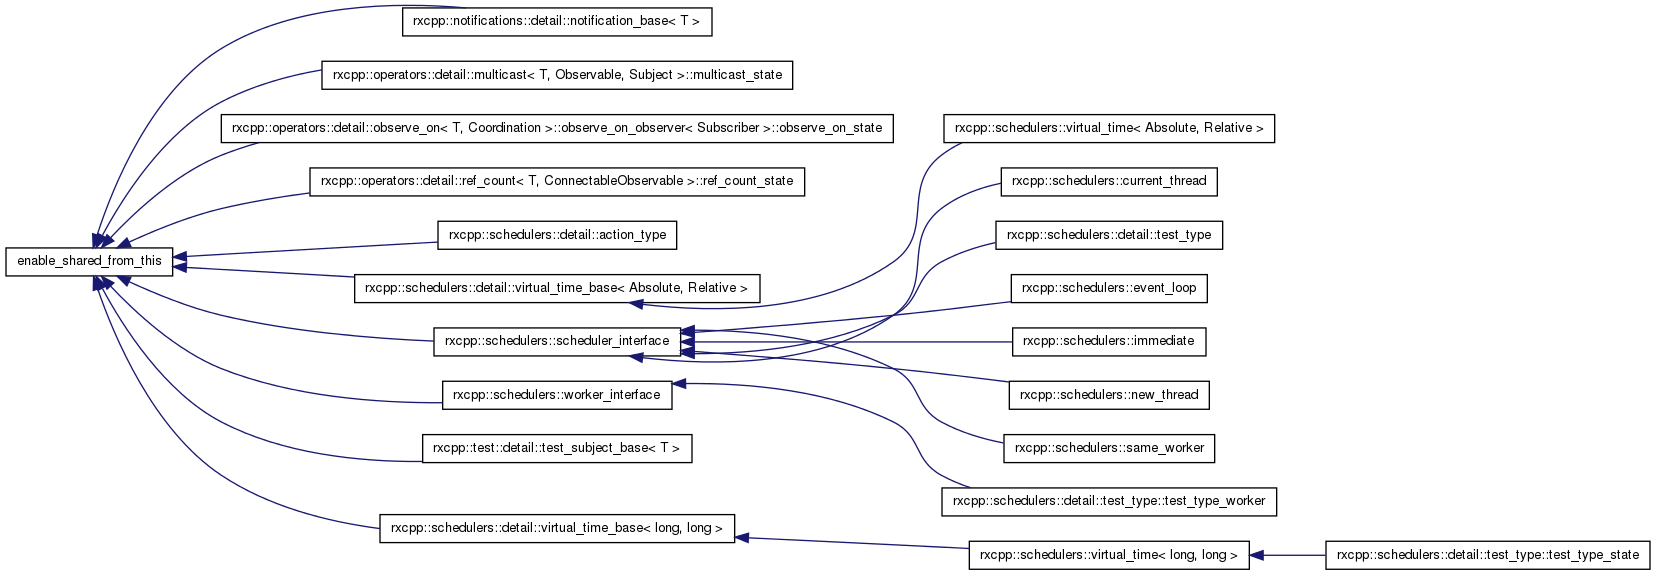 enable_shared_from_this
rxcpp::notifications::detail::notification_base< T >
rxcpp::operators::detail::multicast< T, Observable, Subject >::multicast_state
rxcpp::operators::detail::observe_on< T, Coordination >::observe_on_observer< Subscriber >::observe_on_state
rxcpp::operators::detail::ref_count< T, ConnectableObservable >::ref_count_state
rxcpp::schedulers::detail::action_type
rxcpp::schedulers::detail::virtual_time_base< Absolute, Relative >
rxcpp::schedulers::scheduler_interface
rxcpp::schedulers::worker_interface
rxcpp::test::detail::test_subject_base< T >
rxcpp::schedulers::detail::virtual_time_base< long, long >
rxcpp::schedulers::virtual_time< Absolute, Relative >
rxcpp::schedulers::current_thread
rxcpp::schedulers::detail::test_type
rxcpp::schedulers::event_loop
rxcpp::schedulers::immediate
rxcpp::schedulers::new_thread
rxcpp::schedulers::same_worker
rxcpp::schedulers::detail::test_type::test_type_worker
rxcpp::schedulers::virtual_time< long, long >
rxcpp::schedulers::detail::test_type::test_type_state